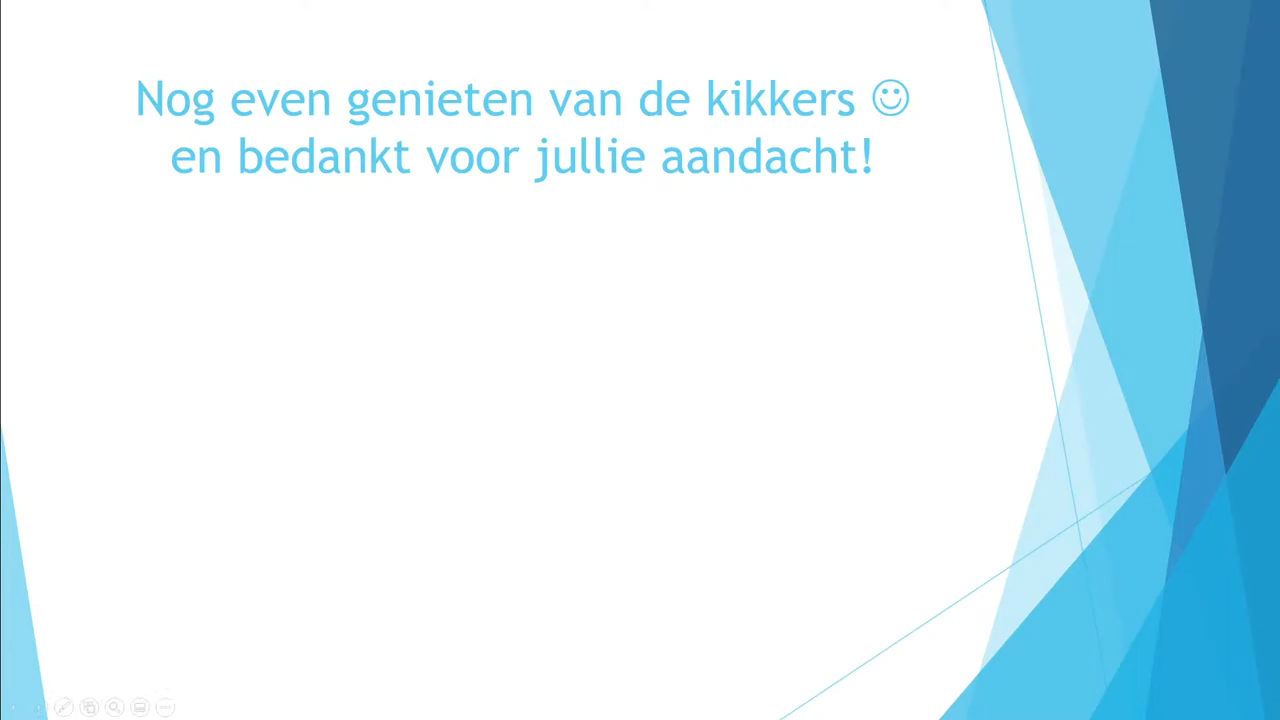 Nog even genieten van de kikkers ☺
en bedankt voor jullie aandacht!